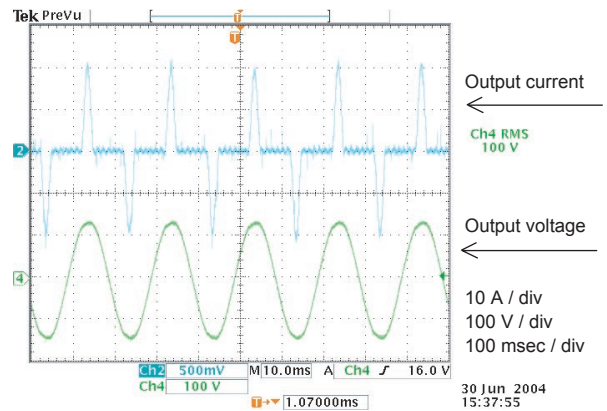 Tek PreVu
T
T
Output current
Ch4 RMS
100 V
2
Output voltage
4
10 A / div
100 V / div
100 msec / div
Ch2 500mV M 10.0ms A Ch4 ƒ 16.0 V
Ch4 100 V
T→▼ 1.07000ms
30 Jun 2004
15:37:55